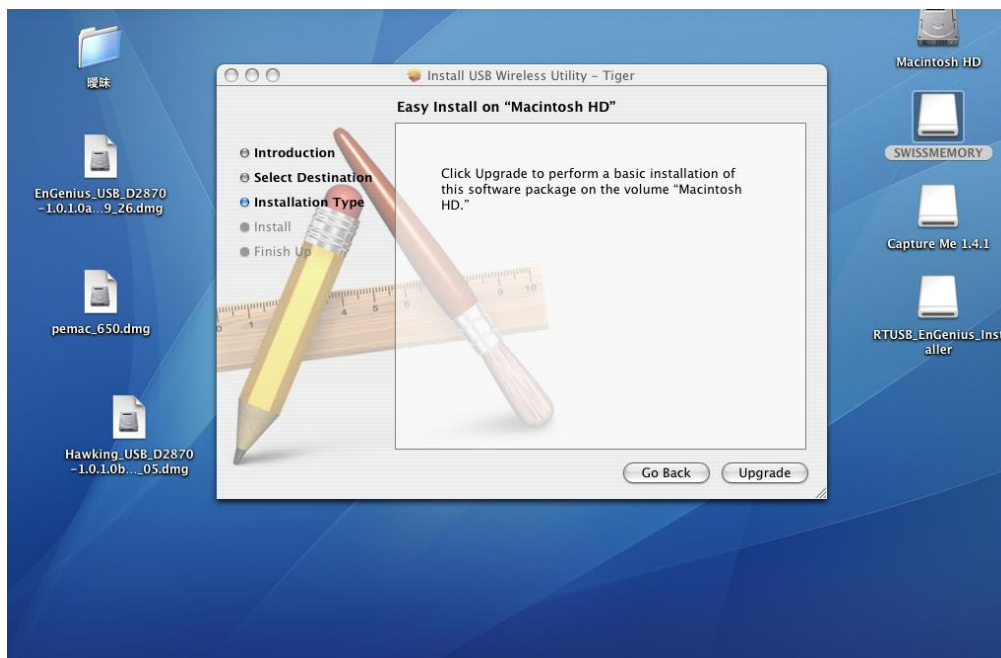 曖昧
EnGenius_USB_D2870
-1.0.1.0a...9_26.dmg
pemac_650.dmg
Hawking_USB_D2870
-1.0.1.0b..._05.dmg
Install USB Wireless Utility – Tiger
Easy Install on “Macintosh HD”
Introduction
Select Destination
Installation Type
Install
Finish Up
Click Upgrade to perform a basic installation of
this software package on the volume “Macintosh
HD.”
Go Back
Upgrade
Macintosh HD
SWISSMEMORY
Capture Me 1.4.1
RTUSB_EnGenius_Inst
aller